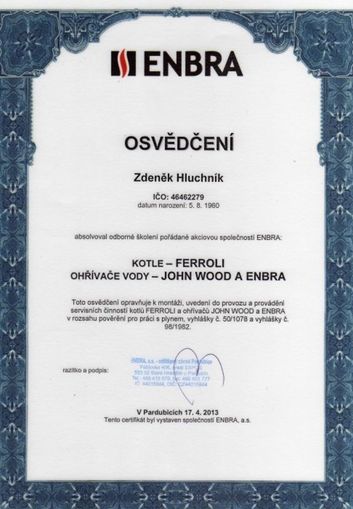 ENBRA
OSVĚDČENÍ
Zdeněk Hluchník
IČO: 46462279
datum narození: 5. 8. 1960
absolvoval odborné školení pořádané akciovou společností ENBRA:
KOTLE – FERROLI
OHŘÍVAČE VODY – JOHN WOOD A ENBRA
Toto osvědčení opravňuje k montáži, uvedení do provozu a provádění
servisních činností kotlů FERROLI a ohřívačů JOHN WOOD a ENBRA
v rozsahu pověření pro práci s plynem, vyhlášky č. 50/1078 a vyhlášky č.
98/1982.
razítko a podpis:
ENBRA, a.s.
V Pardubicích 17. 4. 2013
Tento certifikát byl vystaven společností ENBRA, a.s.